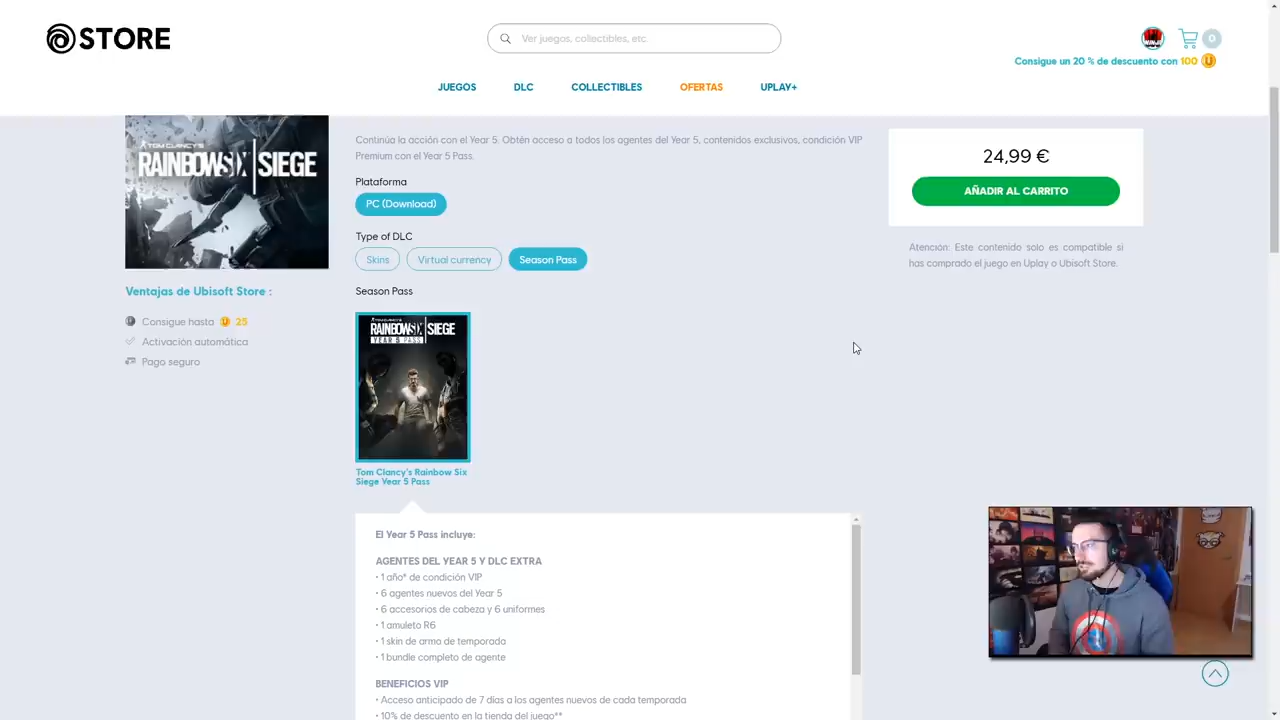 STORE
Ver juegos, collectibles, etc
0
Consigue un 20 % de descuento con 100
JUEGOS
DLC
COLLECTIBLES
OFERTAS
UPLAY+
TOM CLANCY'S
RAINBOWSIX|SIEGE
Continúa la acción con el Year 5. Obtén acceso a todos los agentes del Year 5, contenidos exclusivos, condición VIP
Premium con el Year 5 Pass.
Plataforma
PC (Download)
Type of DLC
Skins
Virtual currency
Season Pass
24,99 €
AÑADIR AL CARRITO
Atención: Este contenido solo es compatible si
has comprado el juego en Uplay o Ubisoft Store.
Ventajas de Ubisoft Store :
Consigue hasta 25
Activación automática
Pago seguro
Season Pass
TOM CLANCY'S
RAINBOWSIX|SIEGE
YEAR 5 PASS
Tom Clancy's Rainbow Six
Siege Year 5 Pass
El Year 5 Pass incluye:
AGENTES DEL YEAR 5 Y DLC EXTRA
• 1 año* de condición VIP
• 6 agentes nuevos del Year 5
• 6 accesorios de cabeza y 6 uniformes
• 1 amuleto R6
• 1 skin de arma de temporada
• 1 bundle completo de agente
BENEFICIOS VIP
• Acceso anticipado de 7 días a los agentes nuevos de cada temporada
• 10% de descuento en la tienda del juego**